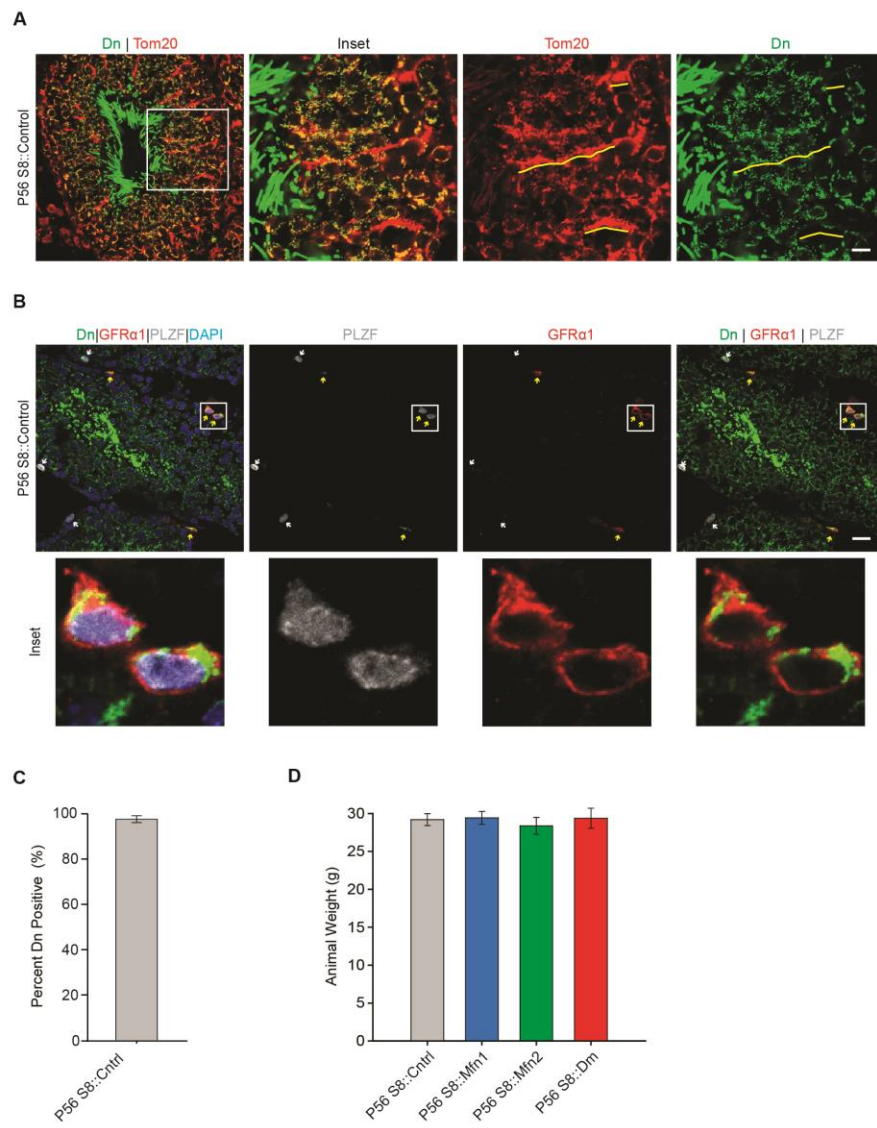 A
Dn | Tom20
Inset
Tom20
Dn
P56 S8::Control
B
Dn|GFRα1|PLZF|DAPI
PLZF
GFRα1
Dn | GFRα1 | PLZF
P56 S8::Control
Inset
C
Percent Dn Positive (%)
100
80
60
40
20
0
P56 S8::Cntrl
D
Animal Weight (g)
30
25
20
15
10
5
0
P56 S8::Cntrl
P56 S8::Mfn1
P56 S8::Mfn2
P56 S8::Dm